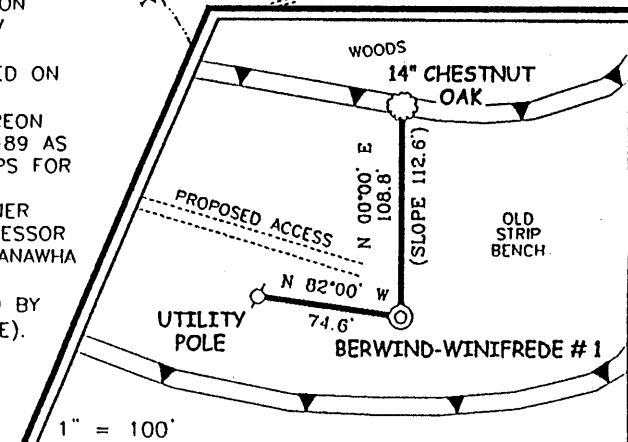 ON
ED ON
EON
-89 AS
PS FOR
NER
ESSOR
ANAWHA
BY
E).
WOODS
14" CHESTNUT
OAK
N 00°00' E
108.8'
(SLOPE 112.6')
PROPOSED ACCESS
OLD
STRIP
BENCH
N 82°00' W
74.6'
UTILITY
POLE
BERWIND-WINIFREDE #1
1" = 100'